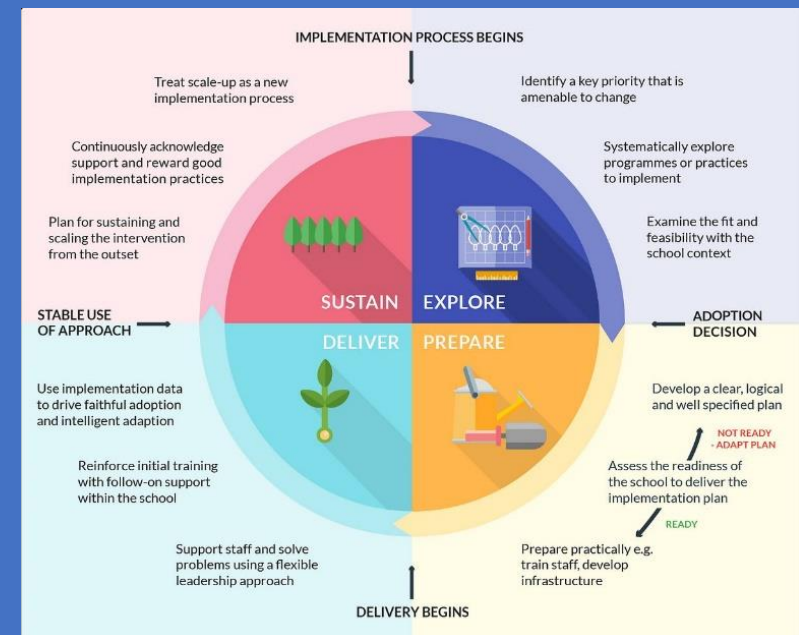 IMPLEMENTATION PROCESS BEGINS
Identify a key priority that is
amenable to change
Systematically explore
programmes or practices
to implement
Examine the fit and
feasibility with the
school context
EXPLORE
ADOPTION
DECISION
PREPARE
Develop a clear, logical
and well specified plan
NOT READY
- ADAPT PLAN
Assess the readiness of
the school to deliver the
implementation plan
READY
Prepare practically e.g.
train staff, develop
infrastructure
DELIVERY BEGINS
DELIVER
Support staff and solve
problems using a flexible
leadership approach
Reinforce initial training
with follow-on support
within the school
Use implementation data
to drive faithful adoption
and intelligent adaption
STABLE USE
OF APPROACH
SUSTAIN
Plan for sustaining and
scaling the intervention
from the outset
Continuously acknowledge
support and reward good
implementation practices
Treat scale-up as a new
implementation process